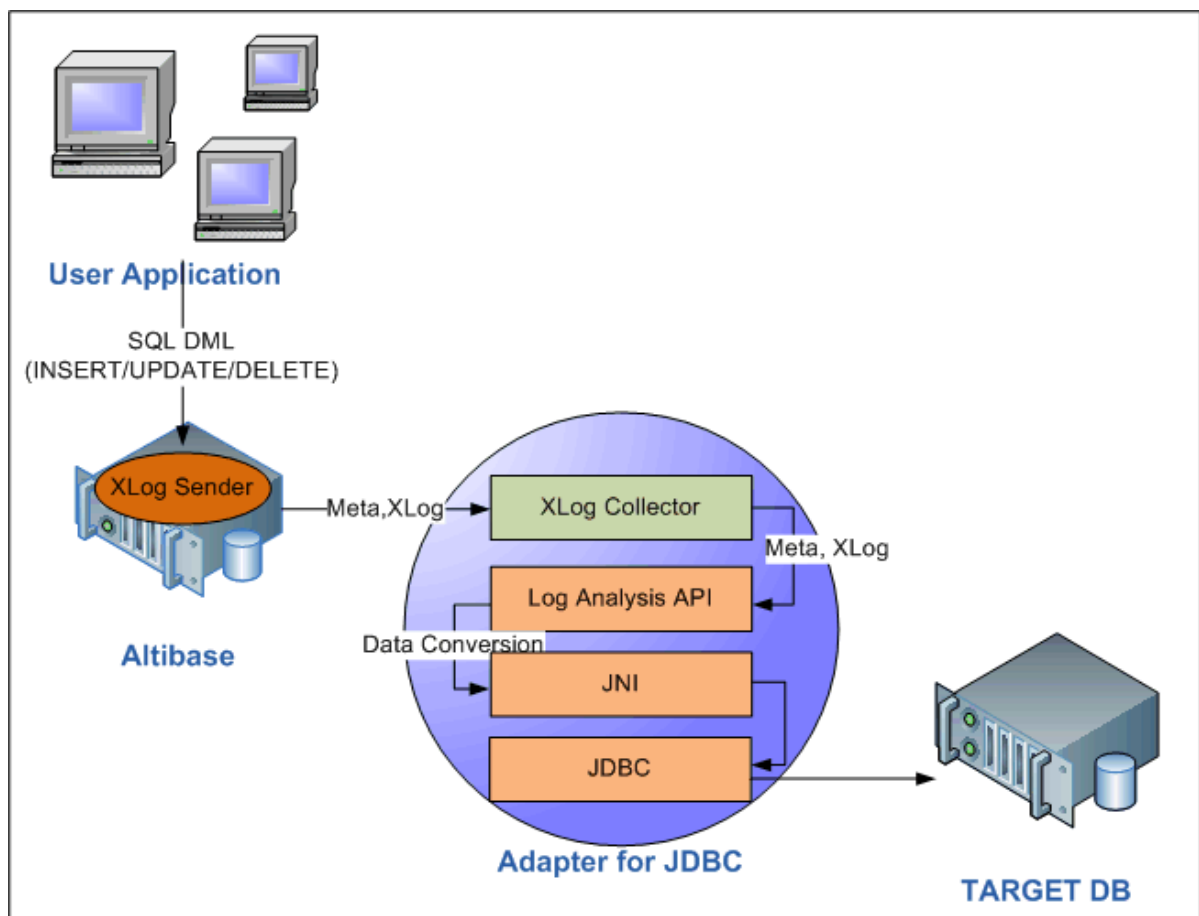 User Application
SQL DML
(INSERT/UPDATE/DELETE)
XLog Sender
Meta,XLog
XLog Collector
Meta, XLog
Log Analysis API
Data Conversion
JNI
JDBC
Altibase
Adapter for JDBC
TARGET DB